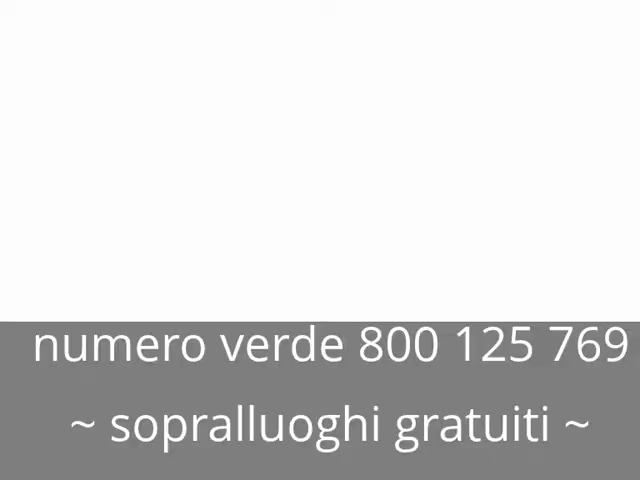 numero verde 800 125 769
~ sopralluoghi gratuiti ~